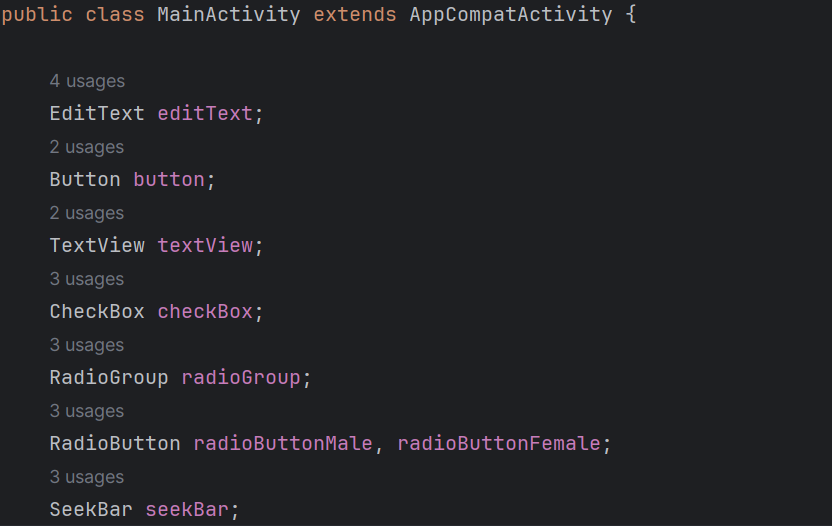 public class MainActivity extends AppCompatActivity {
4 usages
EditText editText;
2 usages
Button button;
2 usages
TextView textView;
3 usages
CheckBox checkBox;
3 usages
RadioGroup radioGroup;
3 usages
RadioButton radioButtonMale, radioButtonFemale;
3 usages
SeekBar seekBar;